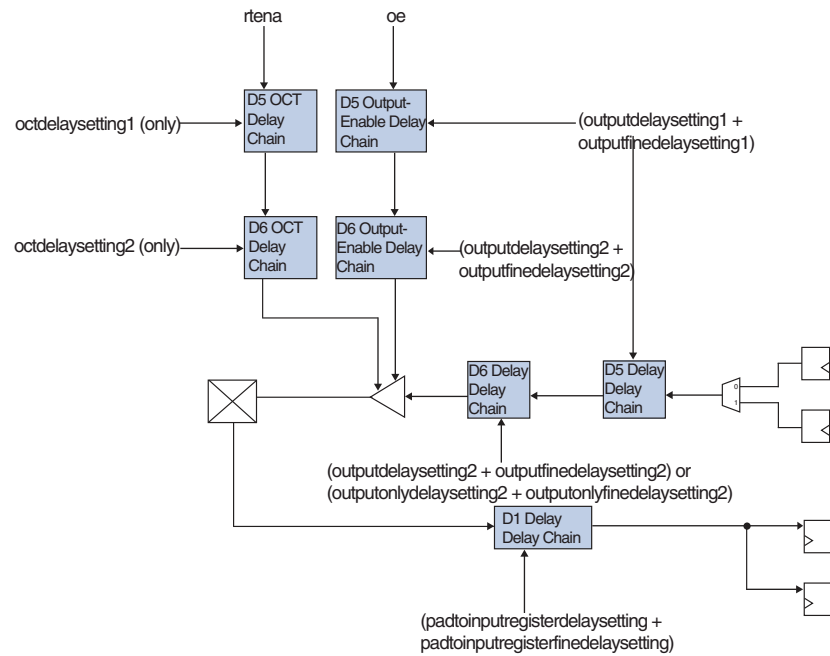 rtena
oe
D5 OCT
Delay
Chain
D5 Output-
Enable Delay
Chain
octdelaysetting1 (only)
(outputdelaysetting1 +
outputfinedelaysetting1)
D6 OCT
Delay
Chain
D6 Output-
Enable Delay
Chain
octdelaysetting2 (only)
(outputdelaysetting2 +
outputfinedelaysetting2)
D6 Delay
Delay
Chain
D5 Delay
Delay
Chain
0
1
(outputdelaysetting2 + outputfinedelaysetting2) or
(outputonlydelaysetting2 + outputonlyfinedelaysetting2)
D1 Delay
Delay Chain
(padtoinputregisterdelaysetting +
padtoinputregisterfinedelaysetting)